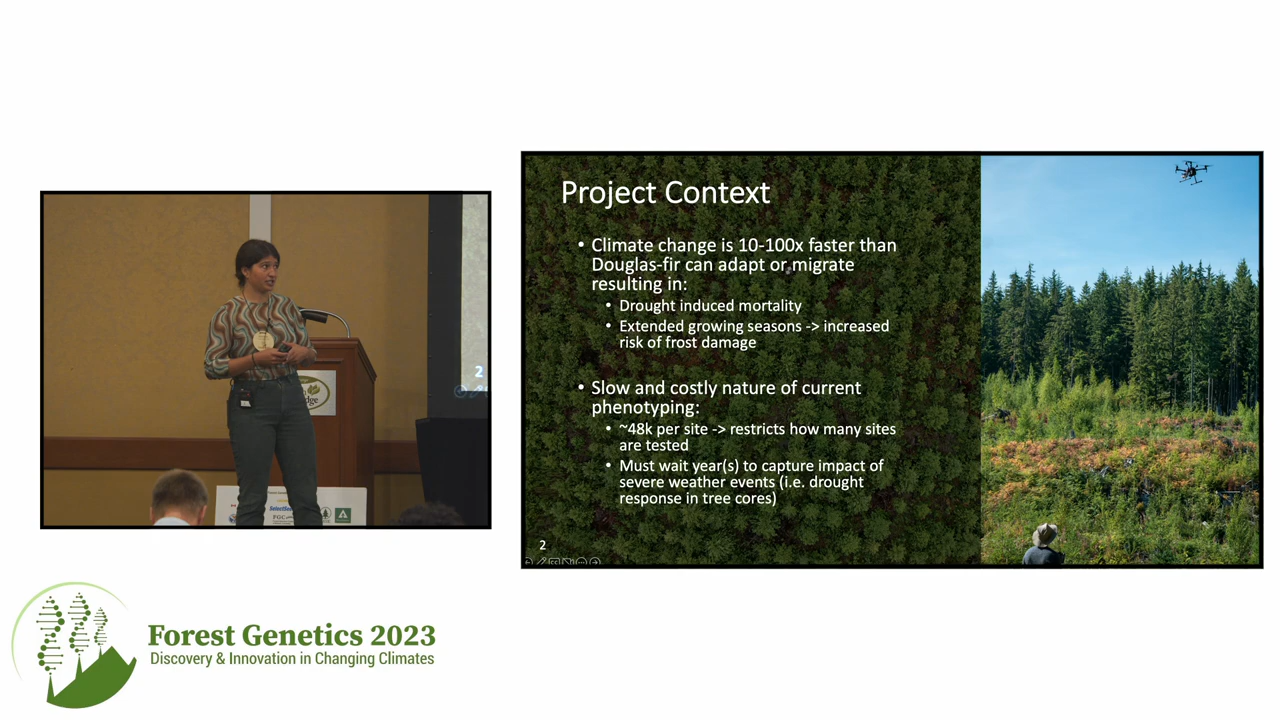 Project Context
• Climate change is 10-100x faster than
Douglas-fir can adapt or migrate
resulting in:
• Drought induced mortality
• Extended growing seasons -> increased
risk of frost damage
• Slow and costly nature of current
phenotyping:
• ~48k per site -> restricts how many sites
are tested
• Must wait year(s) to capture impact of
severe weather events (i.e. drought
response in tree cores)
2
2
Forest Genetics 2023
Discovery & Innovation in Changing Climates